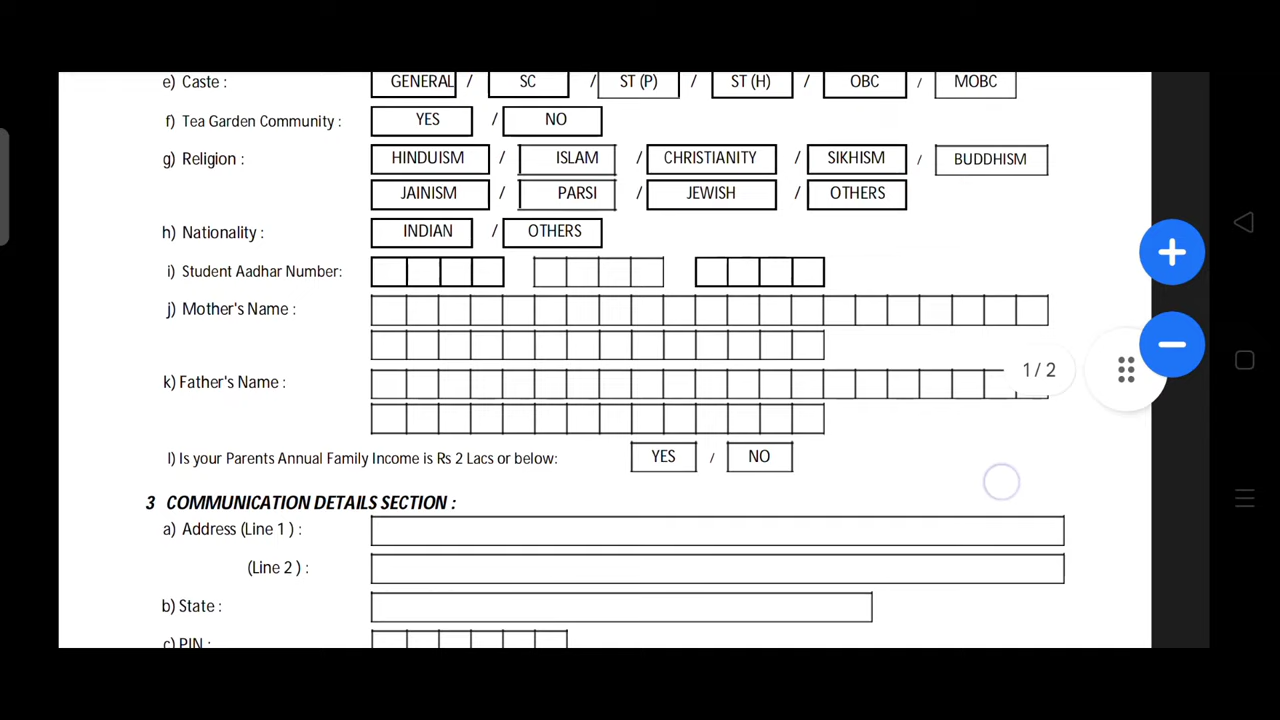 e) Caste : GENERAL / SC / ST (P) / ST (H) / OBC / MOBC
f) Tea Garden Community : YES / NO
g) Religion : HINDUISM / ISLAM / CHRISTIANITY / SIKHISM / BUDDHISM
JAINISM / PARSI / JEWISH / OTHERS
h) Nationality : INDIAN / OTHERS
i) Student Aadhar Number:
j) Mother's Name :
1 / 2
k) Father's Name :
l) Is your Parents Annual Family Income is Rs 2 Lacs or below: YES / NO
3 COMMUNICATION DETAILS SECTION :
a) Address (Line 1 ) :
(Line 2 ) :
b) State :
c) PIN :